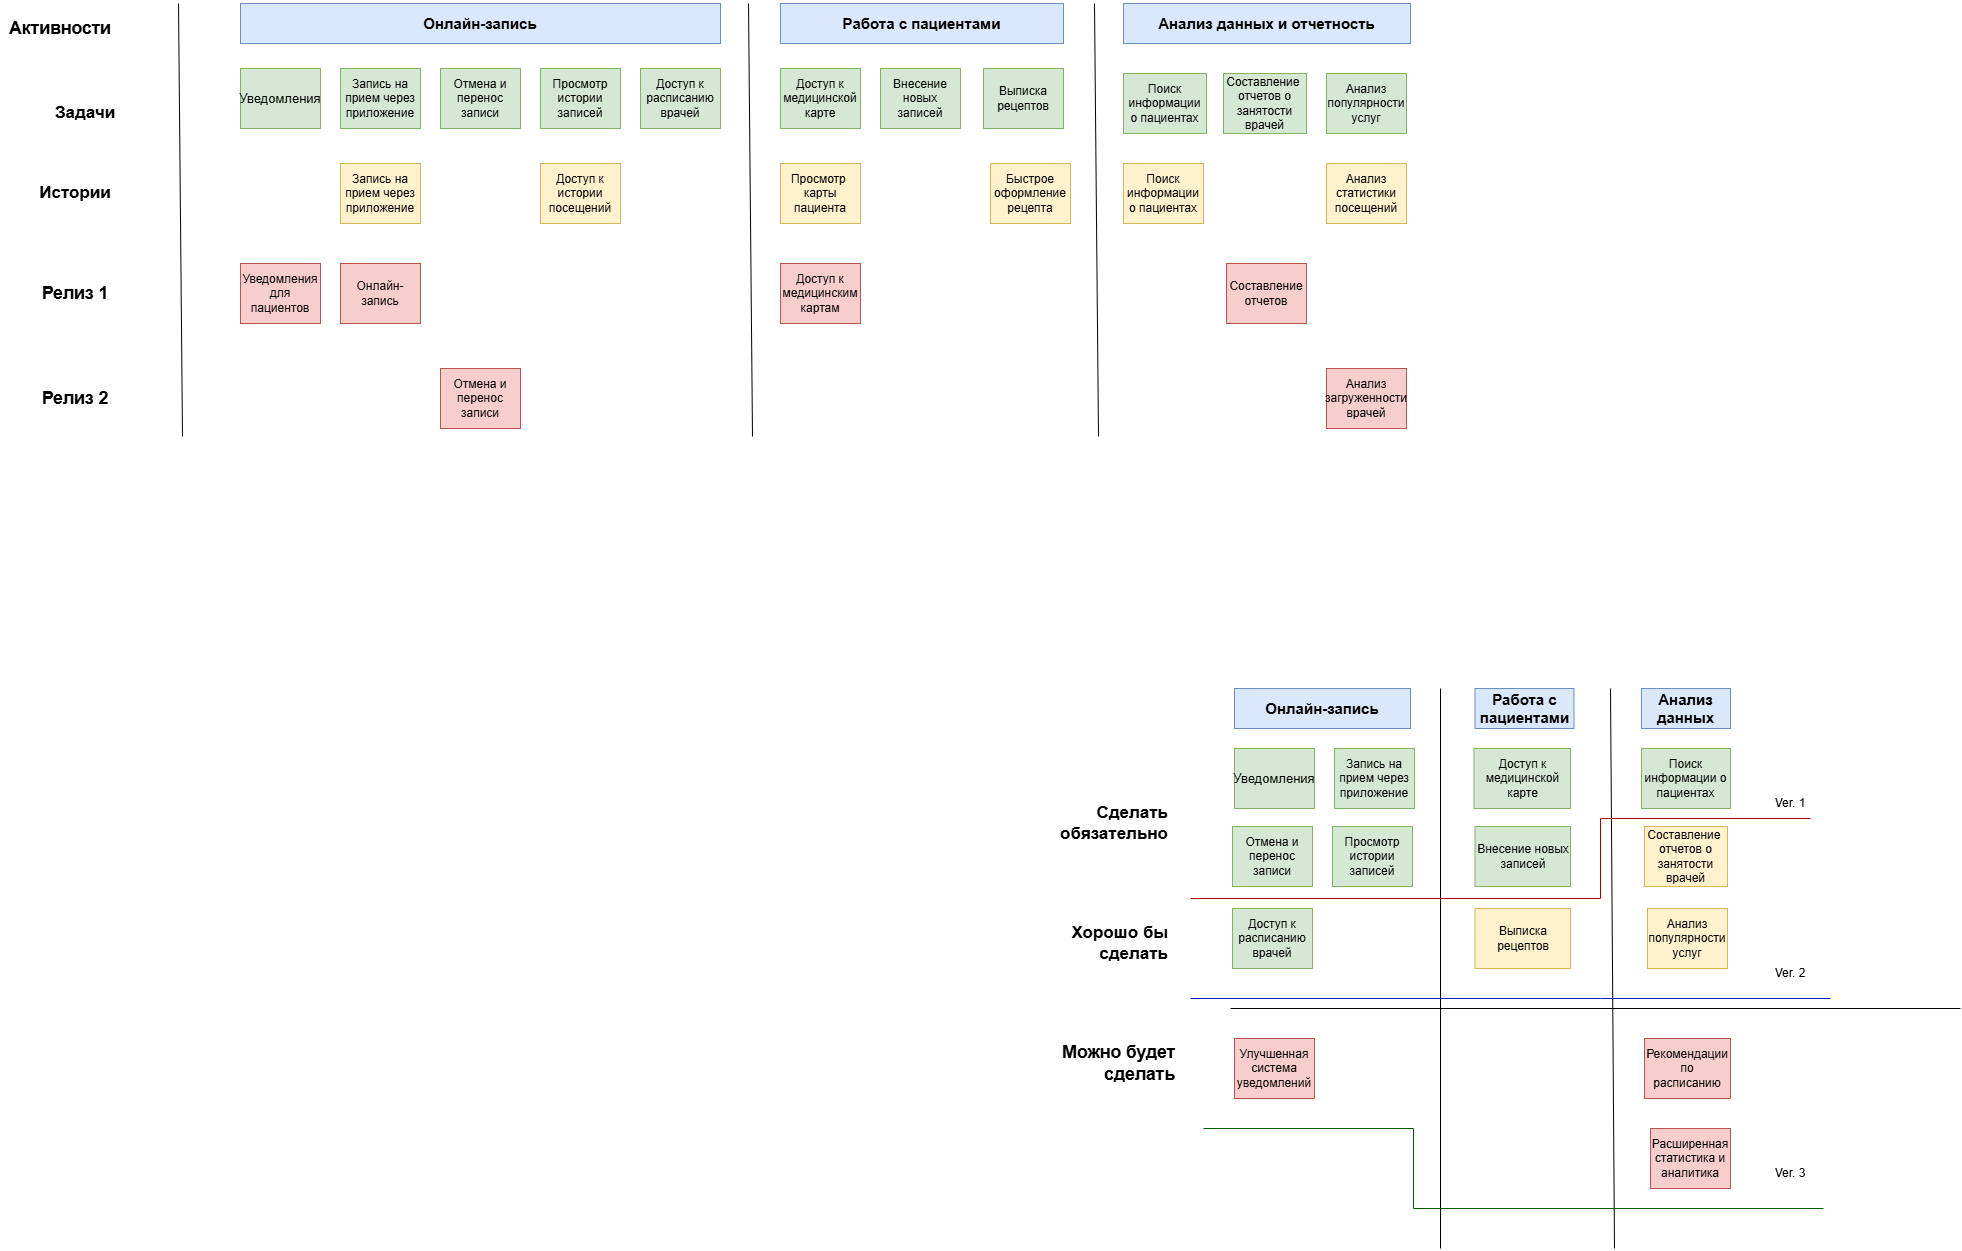 Активности
Онлайн-запись
Работа с пациентами
Анализ данных и отчетность
Задачи
Уведомления
Запись на
прием через
приложение
Отмена и
перенос
записи
Просмотр
истории
записей
Доступ к
расписанию
врачей
Доступ к
медицинской
карте
Внесение
новых
записей
Выписка
рецептов
Поиск
информации
о пациентах
Составление
отчетов о
занятости
врачей
Анализ
популярности
услуг
Истории
Запись на
прием через
приложение
Доступ к
истории
посещений
Просмотр
карты
пациента
Быстрое
оформление
рецепта
Поиск
информации
о пациентах
Анализ
статистики
посещений
Релиз 1
Уведомления
для
пациентов
Онлайн-
запись
Доступ к
медицинским
картам
Составление
отчетов
Релиз 2
Отмена и
перенос
записи
Анализ
загруженности
врачей
Онлайн-запись
Работа с
пациентами
Анализ
данных
Сделать
обязательно
Уведомления
Запись на
прием через
приложение
Доступ к
медицинской
карте
Поиск
информации о
пациентах
Ver. 1
Отмена и
перенос
записи
Просмотр
истории
записей
Внесение новых
записей
Составление
отчетов о
занятости
врачей
Хорошо бы
сделать
Доступ к
расписанию
врачей
Выписка
рецептов
Анализ
популярности
услуг
Ver. 2
Можно будет
сделать
Улучшенная
система
уведомлений
Рекомендации
по
расписанию
Расширенная
статистика и
аналитика
Ver. 3